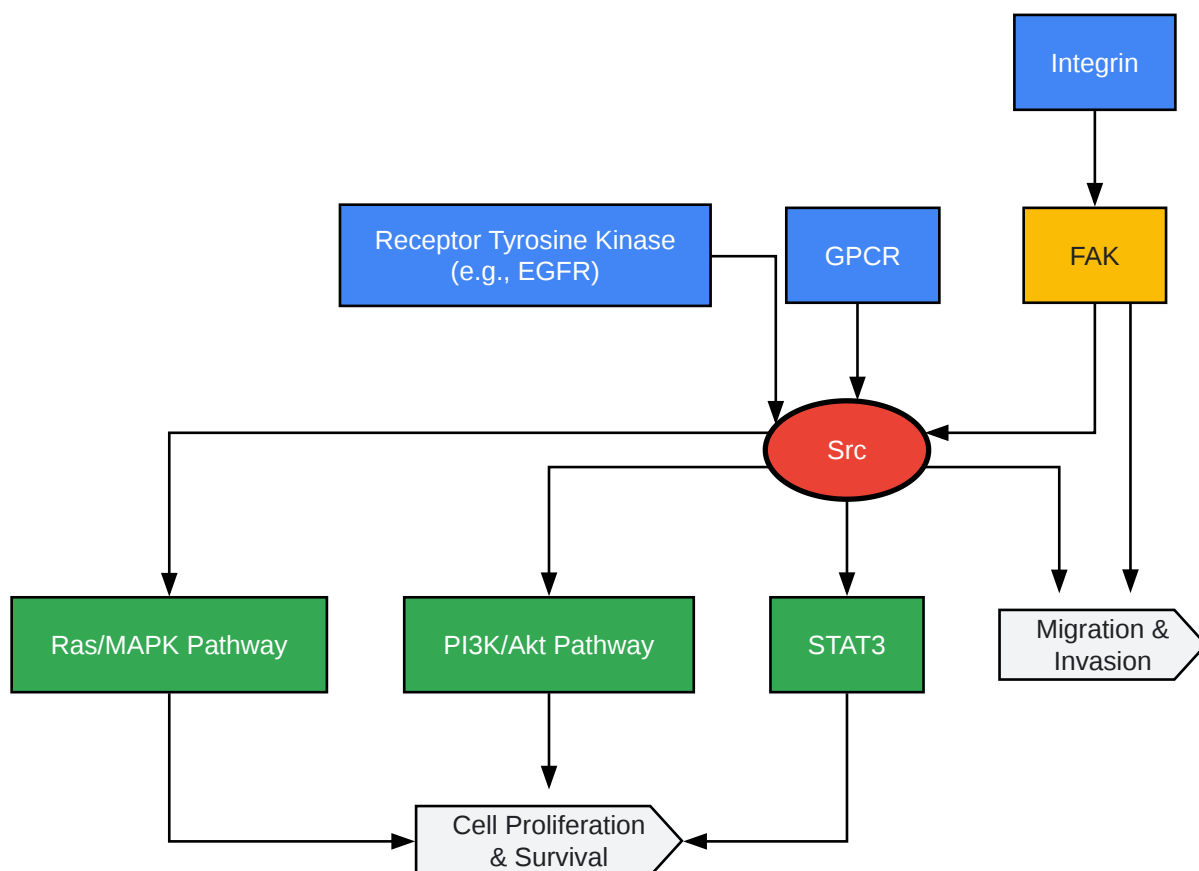 Integrin
Receptor Tyrosine Kinase
(e.g., EGFR)
GPCR
FAK
Src
Ras/MAPK Pathway
PI3K/Akt Pathway
STAT3
Migration &
Invasion
Cell Proliferation
& Survival